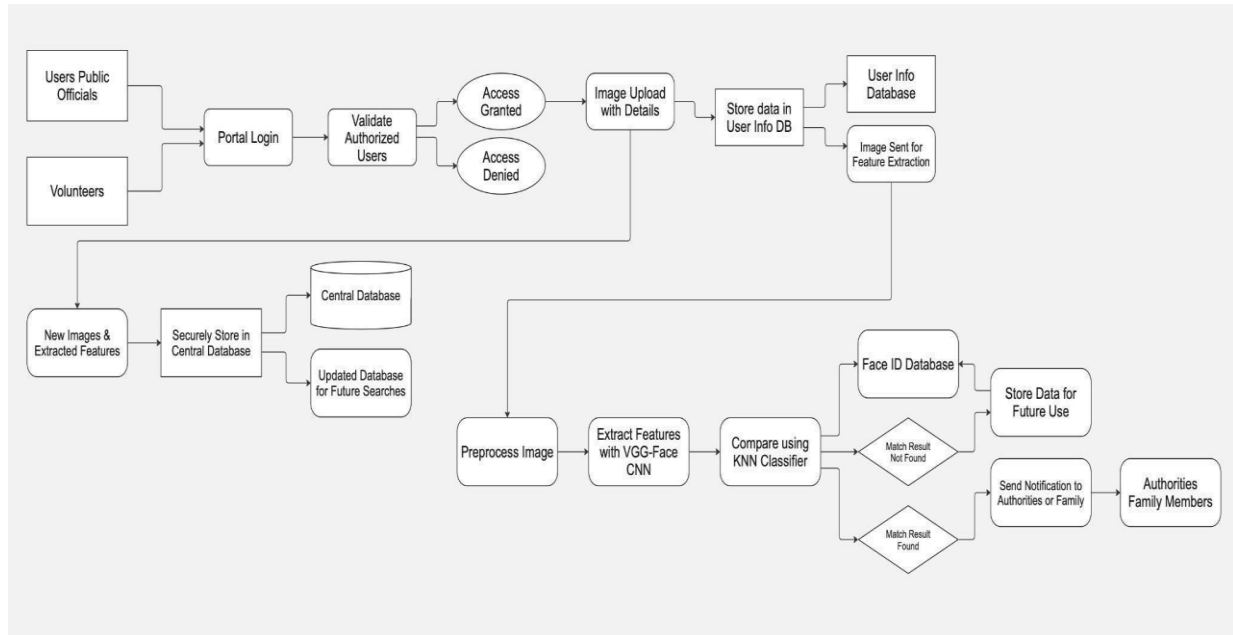 Users Public
Officials
Volunteers
Portal Login
Validate
Authorized
Users
Access
Granted
Access
Denied
Image Upload
with Details
Store data in
User Info DB
User Info
Database
Image Sent for
Feature Extraction
New Images &
Extracted Features
Securely Store in
Central Database
Central Database
Updated Database
for Future Searches
Preprocess Image
Extract Features
with VGG-Face
CNN
Compare using
KNN Classifier
Face ID Database
Match Result
Not Found
Store Data for
Future Use
Match Result
Found
Send Notification to
Authorities or Family
Authorities
Family Members